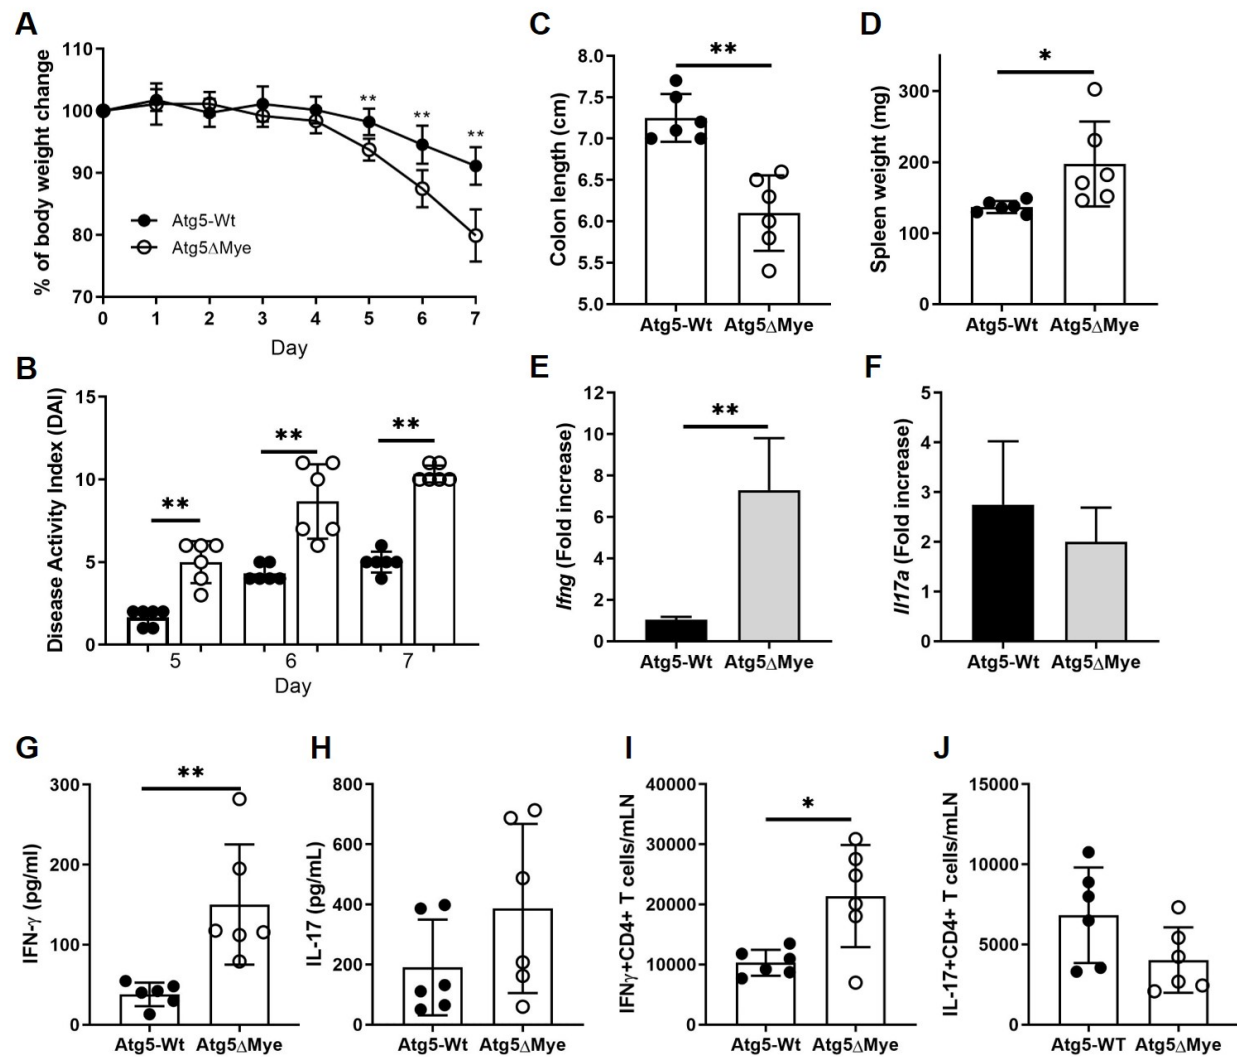 A
% of body weight change
110
100
90
80
70
**
**
**
Atg5-Wt
Atg5ΔMye
0 1 2 3 4 5 6 7
Day
C
Colon length (cm)
8.0
7.5
7.0
6.5
6.0
5.5
5.0
**
Atg5-Wt Atg5ΔMye
D
Spleen weight (mg)
300
200
100
0
*
Atg5-Wt Atg5ΔMye
B
Disease Activity Index (DAI)
15
10
5
0
**
**
**
5 6 7
Day
E
Ifng (Fold increase)
12
10
8
6
4
2
0
**
Atg5-Wt Atg5ΔMye
F
Il17a (Fold increase)
5
4
3
2
1
0
Atg5-Wt Atg5ΔMye
G
IFN-γ (pg/ml)
300
200
100
0
**
Atg5-Wt Atg5ΔMye
H
IL-17 (pg/mL)
800
600
400
200
0
Atg5-Wt Atg5ΔMye
I
IFNγ+CD4+ T cells/mLN
40000
30000
20000
10000
0
*
Atg5-Wt Atg5ΔMye
J
IL-17+CD4+ T cells/mLN
15000
10000
5000
0
Atg5-WT Atg5ΔMye